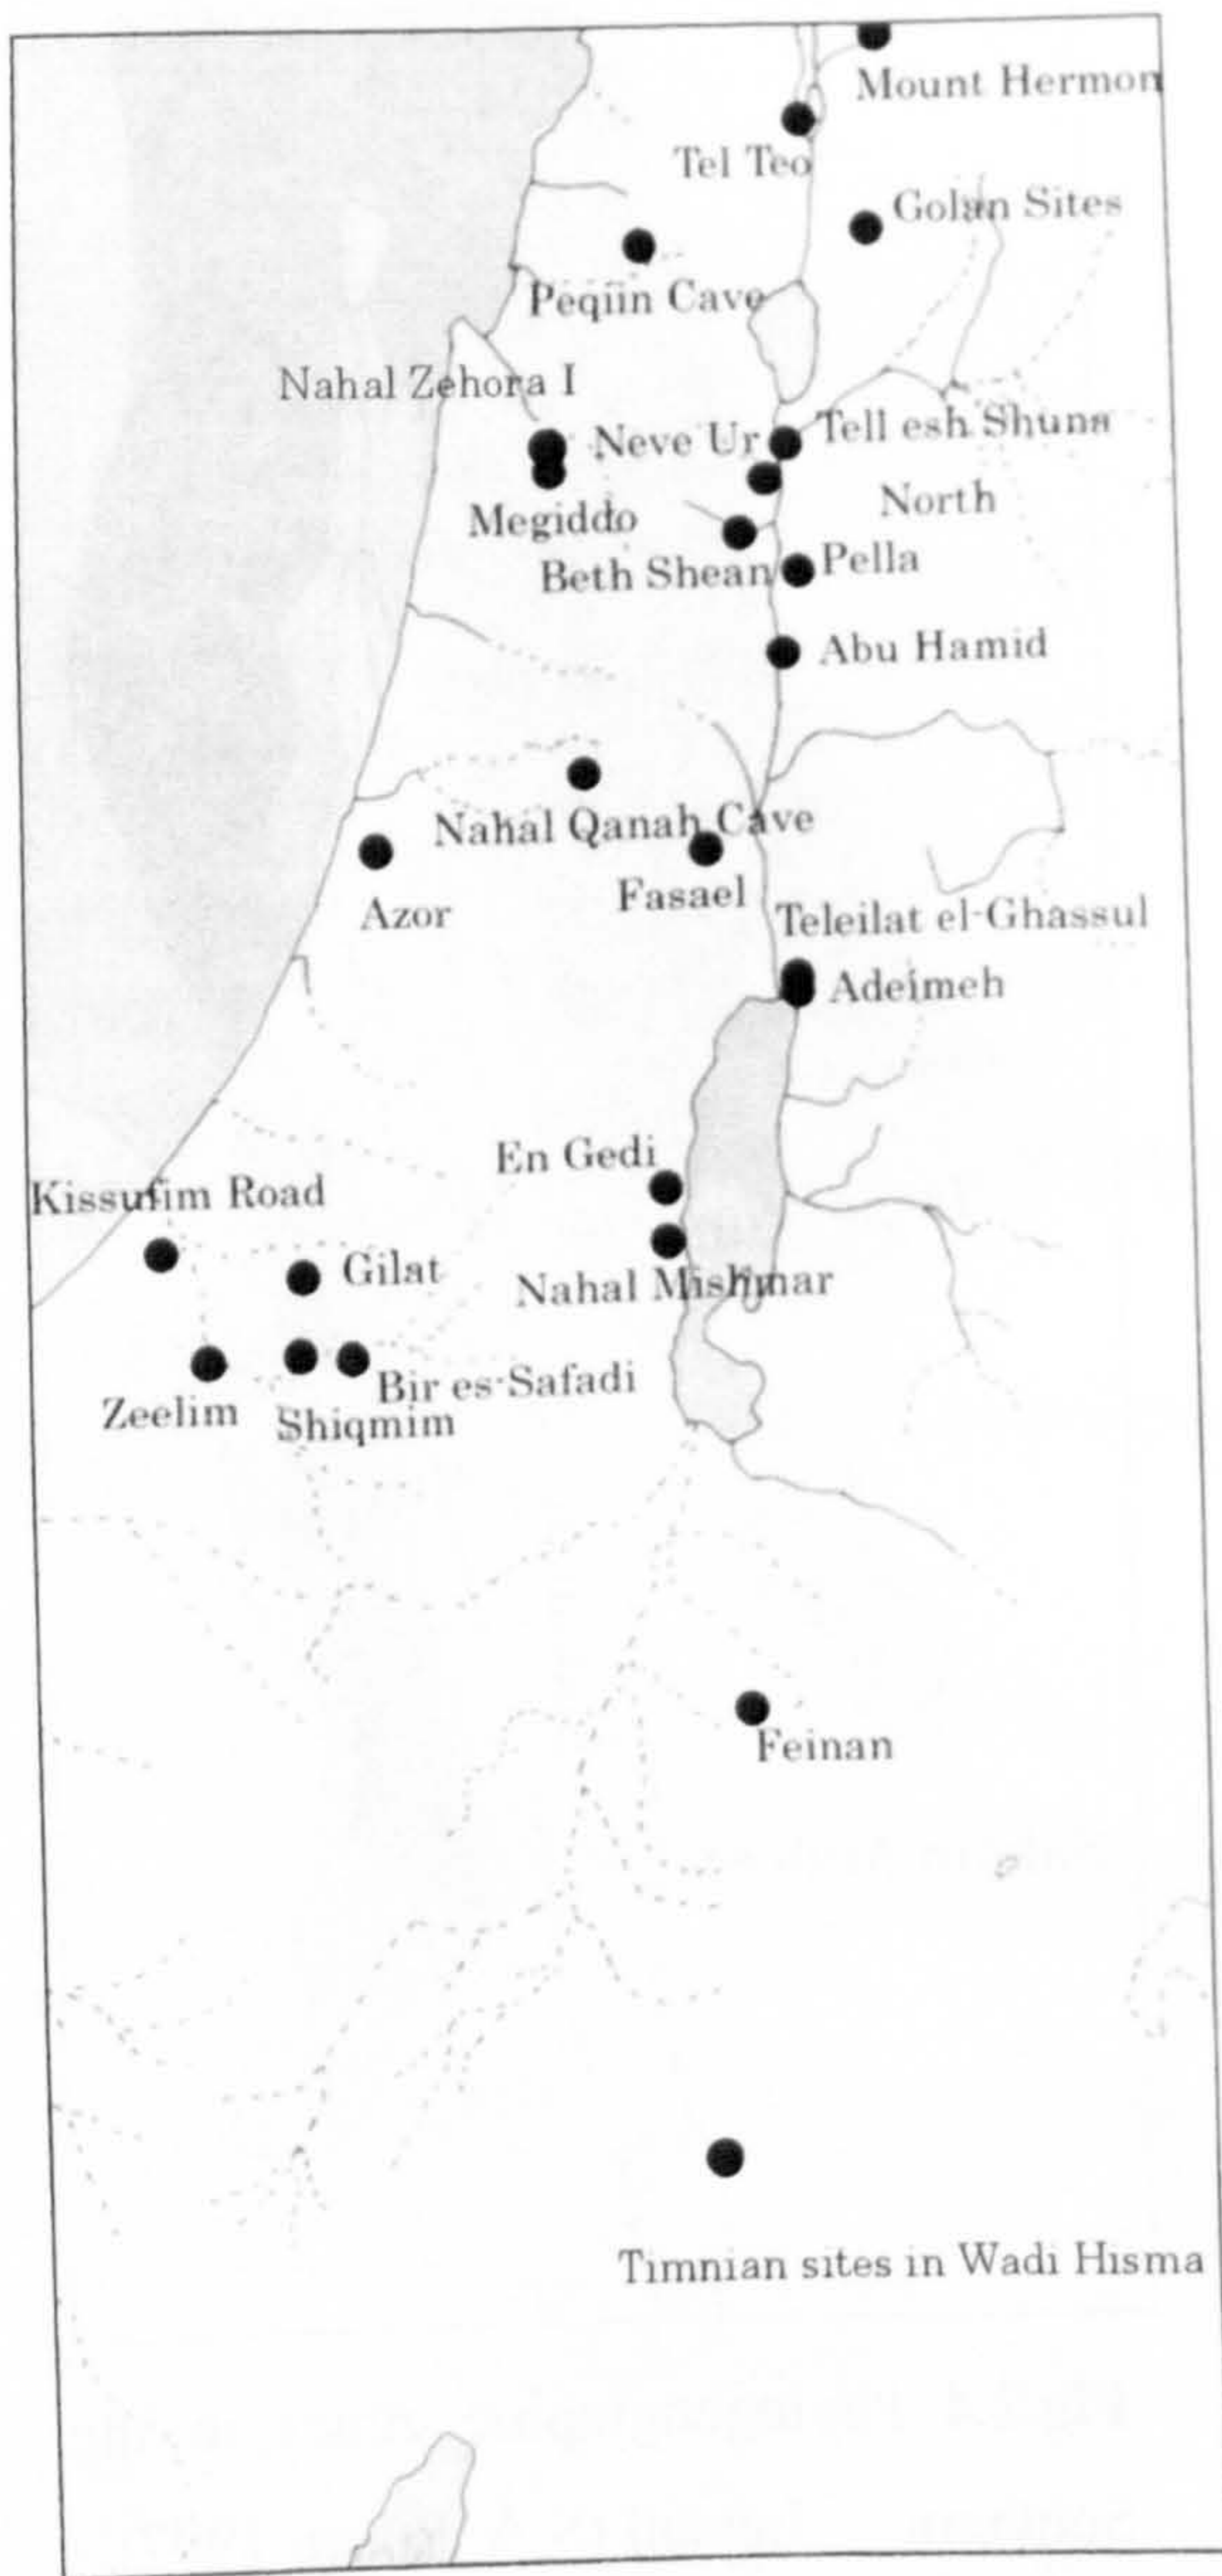 Mount Hermon
Tel Teo
Golan Sites
Peqiin Cave
Nahal Zehora I
Neve Ur
Tell esh Shuna
North
Megiddo
Beth Shean
Pella
Abu Hamid
Nahal Qanah Cave
Fasael
Azor
Teleilat el-Ghassul
Adeimeh
En Gedi
Kissufim Road
Gilat
Nahal Mishmar
Bir es-Safadi
Zeelim
Shiqmim
Feinan
Timnian sites in Wadi Hisma